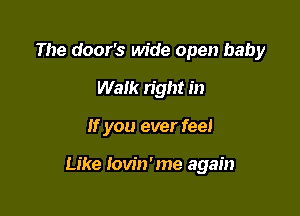 The door's wide open baby
Walk right in
If you ever feel
Like lovin' me again